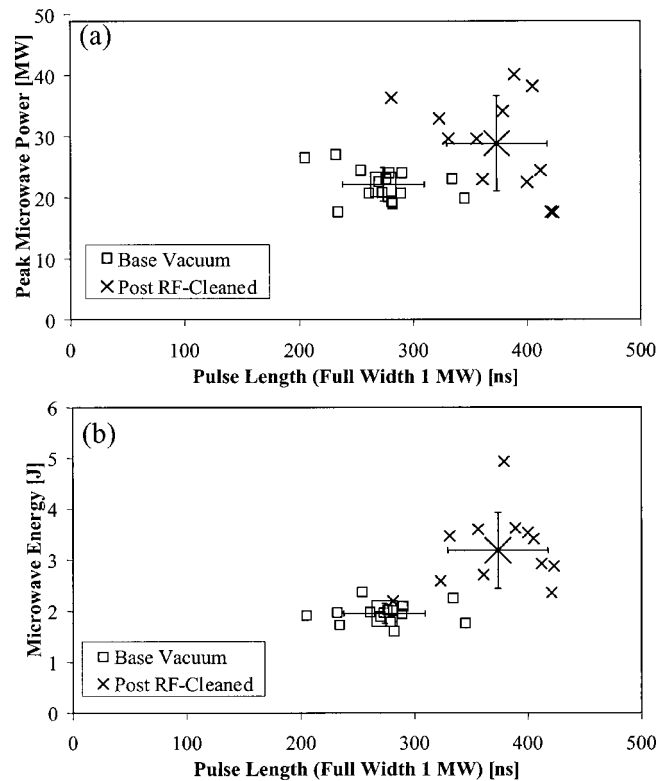 (a)
Peak Microwave Power [MW]
50
40
30
20
10
0
Base Vacuum
Post RF-Cleaned
0 100 200 300 400 500
Pulse Length (Full Width 1 MW) [ns]
(b)
Microwave Energy [J]
6
5
4
3
2
1
0
Base Vacuum
Post RF-Cleaned
0 100 200 300 400 500
Pulse Length (Full Width 1 MW) [ns]